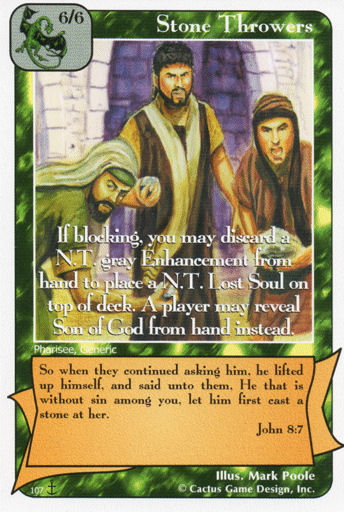 6/6
Stone Throwers
If blocking, you may discard a
N.T. gray Enhancement from
hand to place a N.T. Lost Soul on
top of deck. A player may reveal
Son of God from hand instead.
Pharisee, Generic
So when they continued asking him, he lifted
up himself, and said unto them, He that is
without sin among you, let him first cast a
stone at her.
John 8:7
107
Illus. Mark Poole
© Cactus Game Design, Inc.